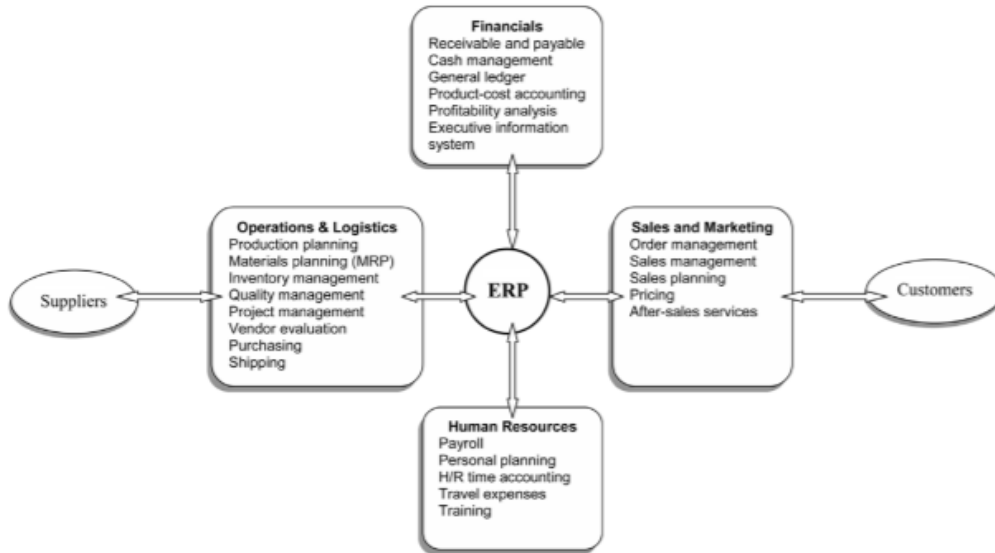 Financials
Receivable and payable
Cash management
General ledger
Product-cost accounting
Profitability analysis
Executive information
system
Suppliers
Operations & Logistics
Production planning
Materials planning (MRP)
Inventory management
Quality management
Project management
Vendor evaluation
Purchasing
Shipping
ERP
Sales and Marketing
Order management
Sales management
Sales planning
Pricing
After-sales services
Customers
Human Resources
Payroll
Personal planning
H/R time accounting
Travel expenses
Training